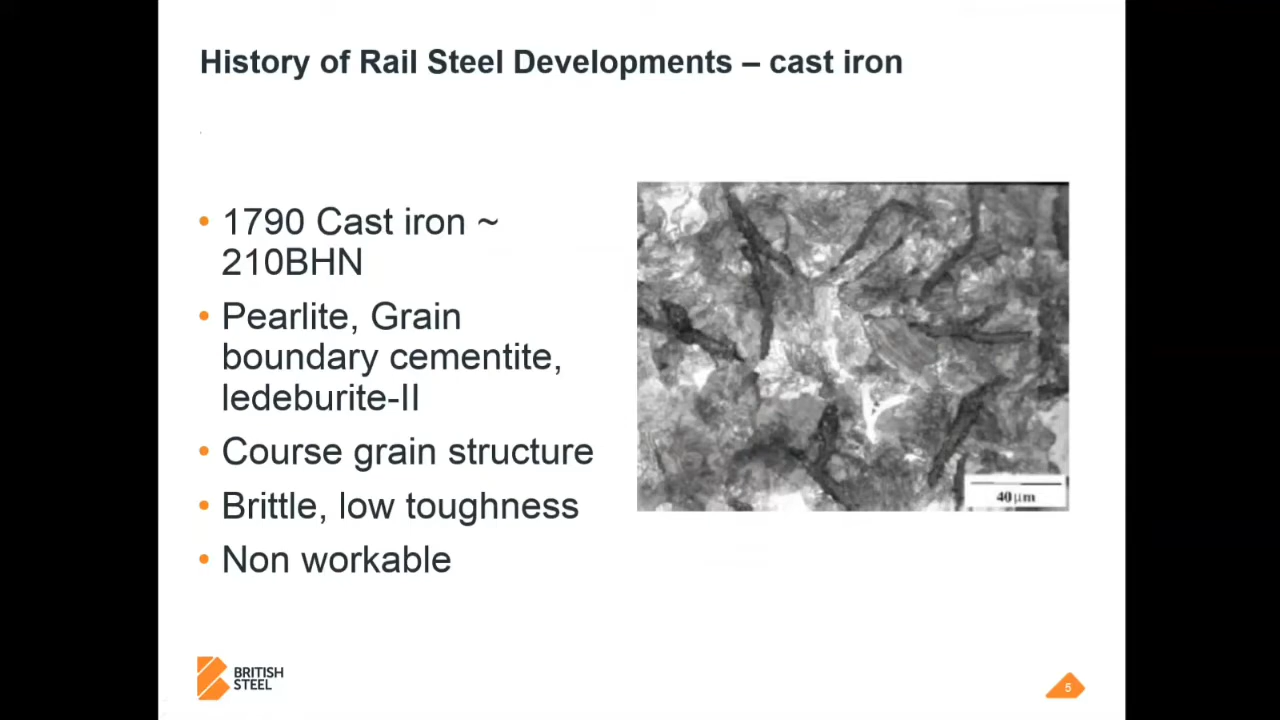 History of Rail Steel Developments – cast iron
• 1790 Cast iron ~
210BHN
• Pearlite, Grain
boundary cementite,
ledeburite-II
• Course grain structure
• Brittle, low toughness
• Non workable
40μm
BRITISH
STEEL
5